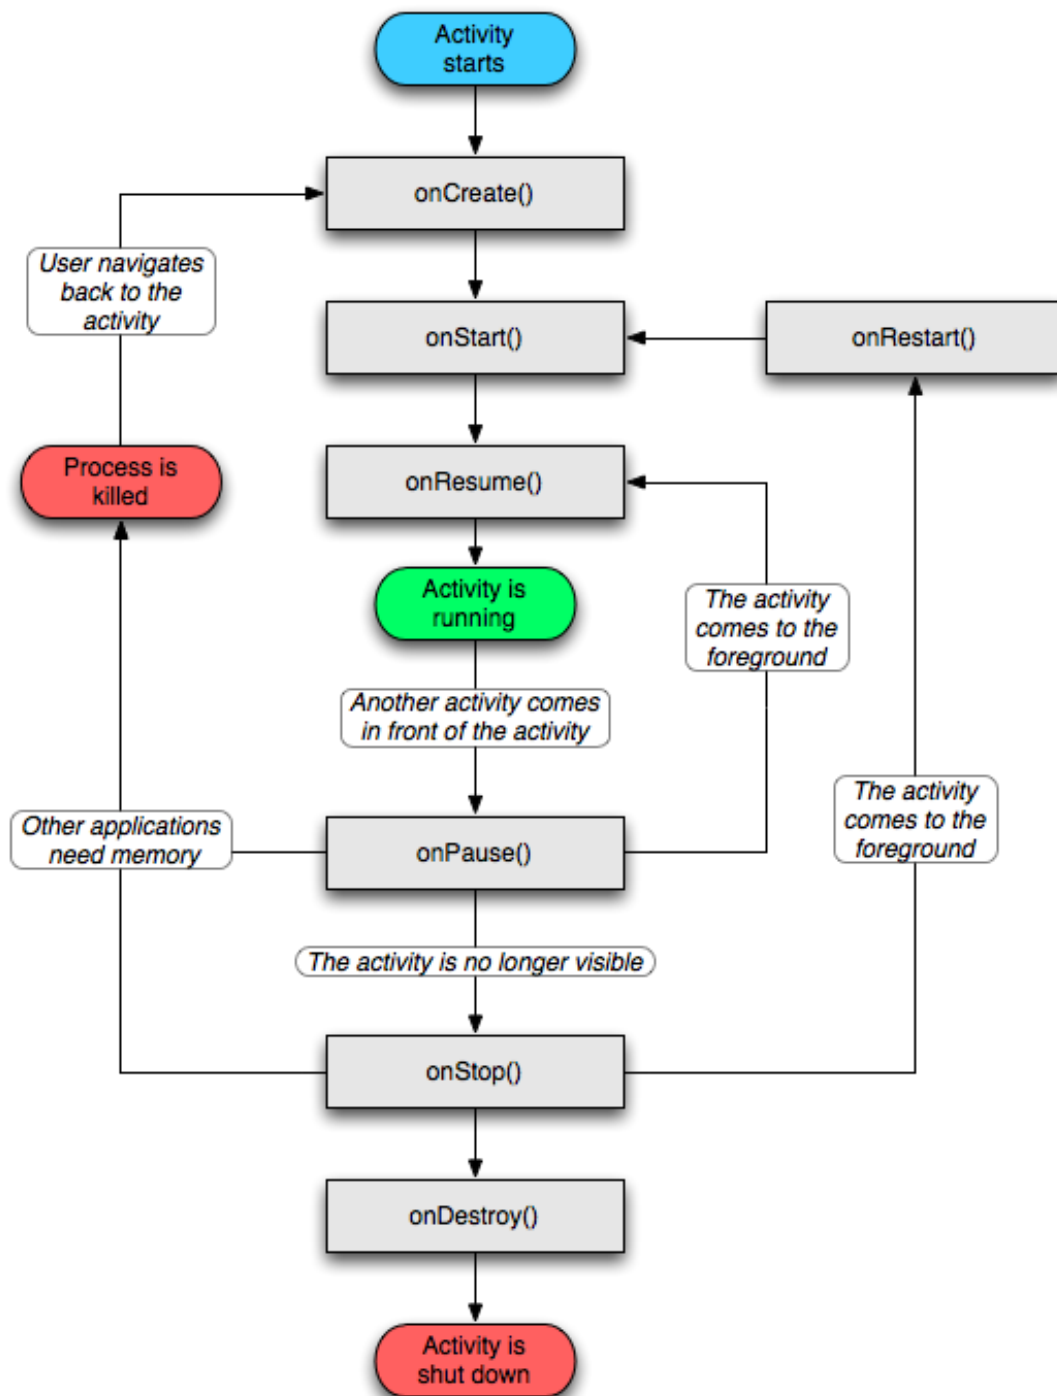 Activity
starts
onCreate()
User navigates
back to the
activity
onStart()
onRestart()
Process is
killed
onResume()
Activity is
running
The activity
comes to the
foreground
Another activity comes
in front of the activity
The activity
comes to the
foreground
Other applications
need memory
onPause()
The activity is no longer visible
onStop()
onDestroy()
Activity is
shut down